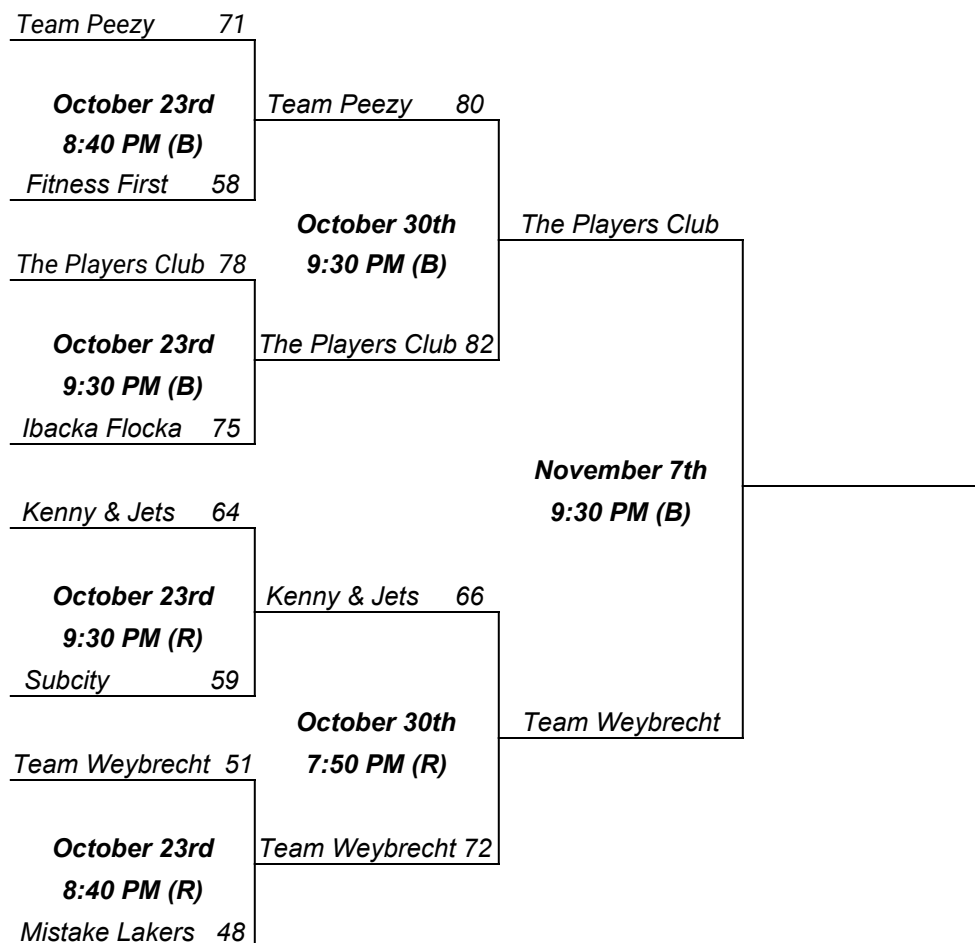 Team Peezy 71
October 23rd
8:40 PM (B)
Fitness First 58
Team Peezy 80
The Players Club 78
October 23rd
9:30 PM (B)
Ibacka Flocka 75
October 30th
9:30 PM (B)
The Players Club 82
The Players Club
Kenny & Jets 64
October 23rd
9:30 PM (R)
Subcity 59
Kenny & Jets 66
Team Weybrecht 51
October 23rd
8:40 PM (R)
Mistake Lakers 48
October 30th
7:50 PM (R)
Team Weybrecht 72
Team Weybrecht
November 7th
9:30 PM (B)